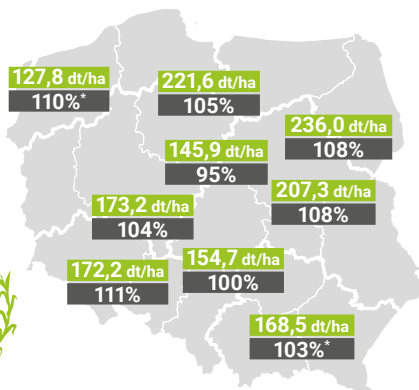 127,8 dt/ha
110%*
221,6 dt/ha
105%
236,0 dt/ha
108%
145,9 dt/ha
95%
207,3 dt/ha
108%
173,2 dt/ha
104%
154,7 dt/ha
100%
172,2 dt/ha
111%
168,5 dt/ha
103%*